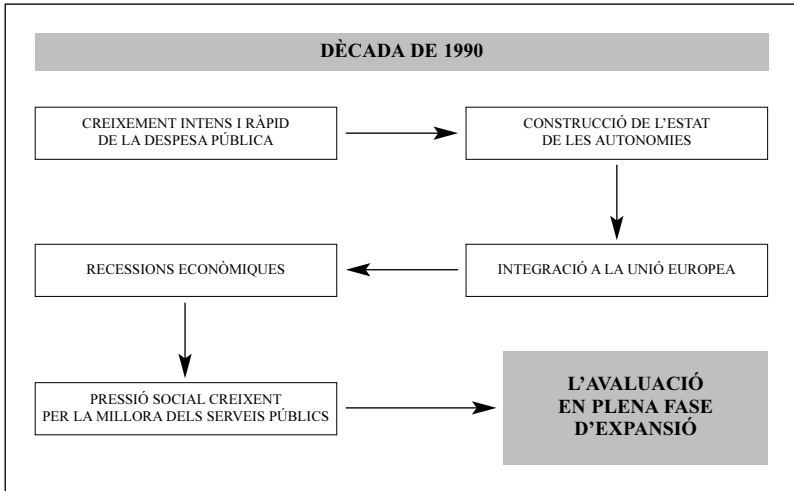 DÈCADA DE 1990
CREIXEMENT INTENS I RÀPID
DE LA DESPESA PÚBLICA
CONSTRUCCIÓ DE L’ESTAT
DE LES AUTONOMIES
INTEGRACIÓ A LA UNIÓ EUROPEA
RECESSIONS ECONÒMIQUES
PRESSIÓ SOCIAL CREIXENT
PER LA MILLORA DELS SERVEIS PÚBLICS
L’AVALUACIÓ
EN PLENA FASE
D’EXPANSIÓ